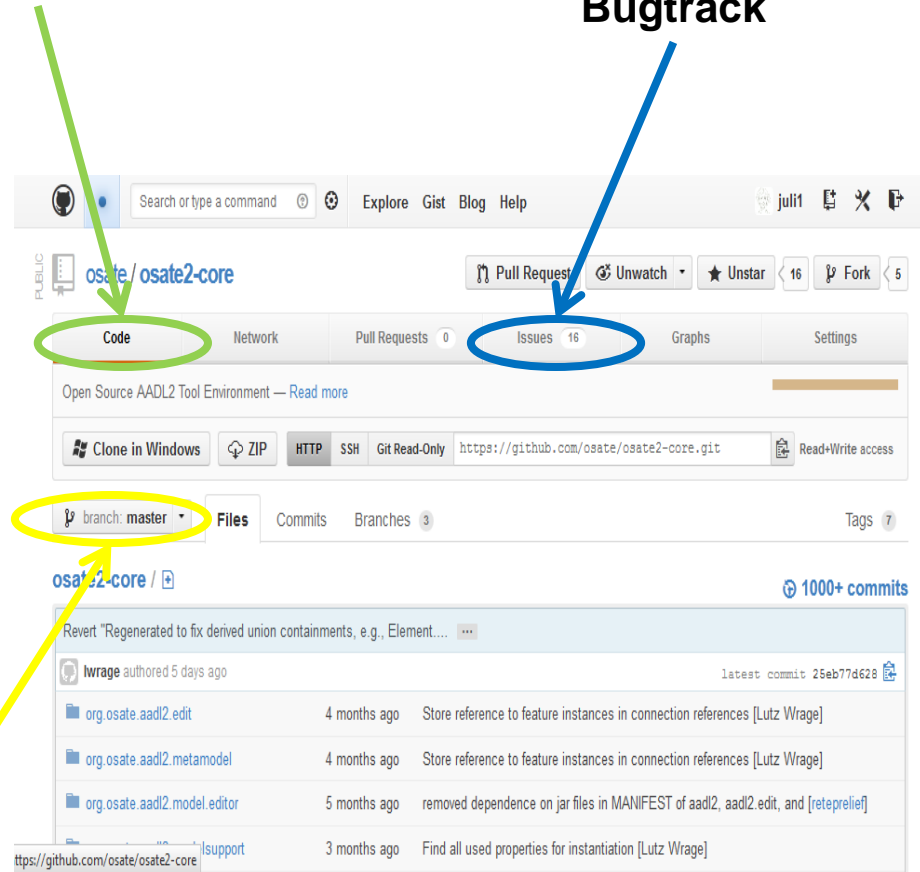 Bugtrack
Search or type a command Explore Gist Blog Help juli1
PUBLIC osate / osate2-core Pull Request Unwatch Unstar 16 Fork 5
Code Network Pull Requests 0 Issues 16 Graphs Settings
Open Source AADL2 Tool Environment — Read more
Clone in Windows ZIP HTTP SSH Git Read-Only https://github.com/osate/osate2-core.git Read+Write access
branch: master Files Commits Branches 3 Tags 7
osate2-core / 1000+ commits
Revert "Regenerated to fix derived union containments, e.g., Element.... ...
lwrage authored 5 days ago latest commit 25eb77d628
org.osate.aadl2.edit 4 months ago Store reference to feature instances in connection references [Lutz Wrage]
org.osate.aadl2.metamodel 4 months ago Store reference to feature instances in connection references [Lutz Wrage]
org.osate.aadl2.model.editor 5 months ago removed dependence on jar files in MANIFEST of aadl2, aadl2.edit, and [reteprelief]
lsupport 3 months ago Find all used properties for instantiation [Lutz Wrage]
ttps://github.com/osate/osate2-core